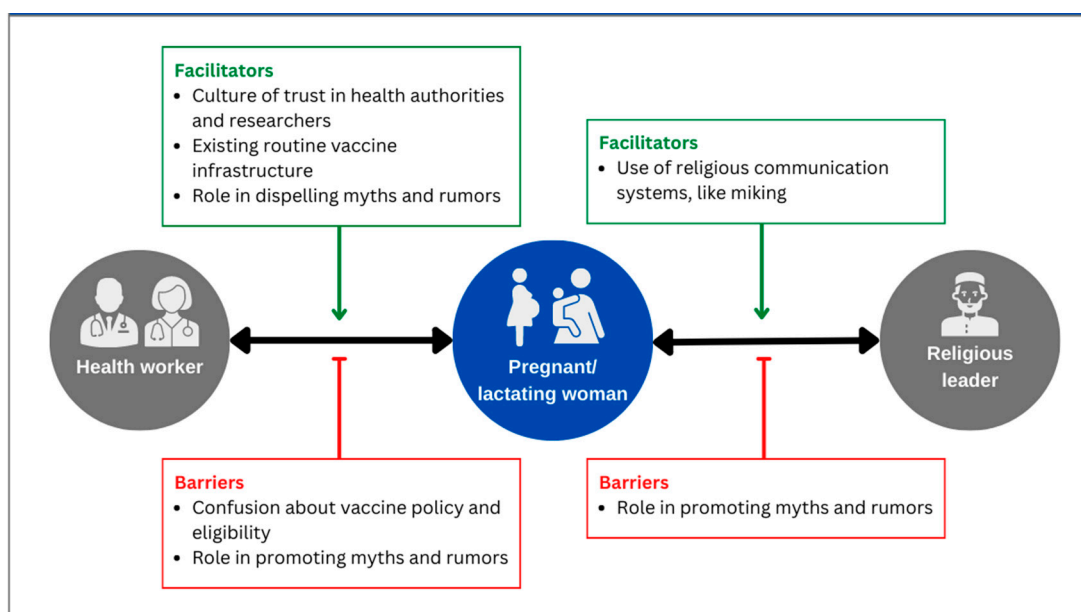 Facilitators
• Culture of trust in health authorities
and researchers
• Existing routine vaccine
infrastructure
• Role in dispelling myths and rumors
Facilitators
• Use of religious communication
systems, like miking
Health worker
Pregnant/
lactating woman
Religious
leader
Barriers
• Confusion about vaccine policy and
eligibility
• Role in promoting myths and rumors
Barriers
• Role in promoting myths and rumors